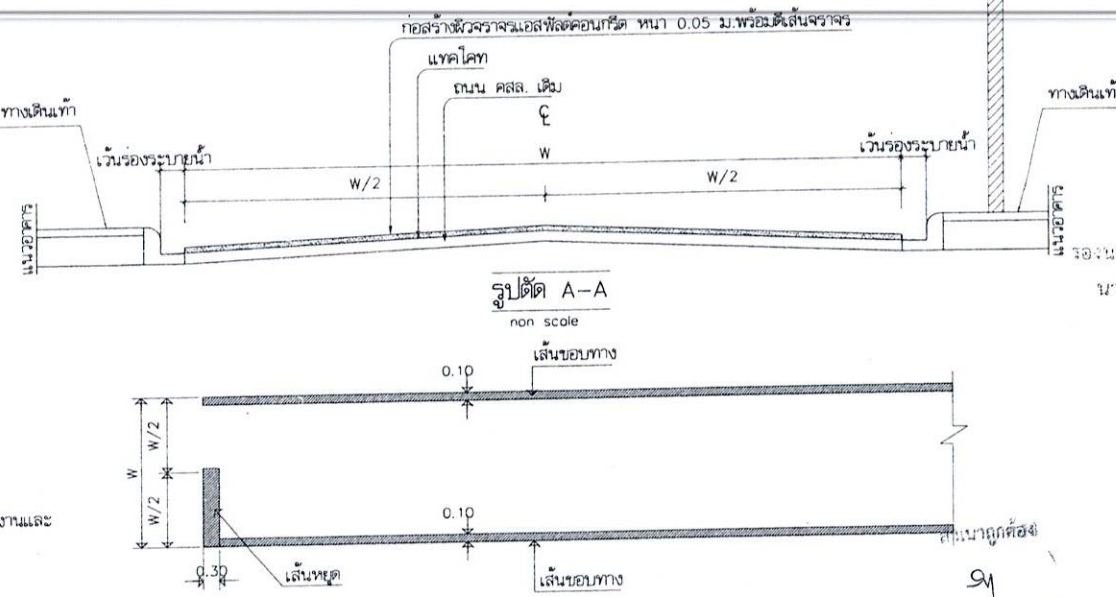 ก่อสร้างผิวจราจรแอสฟัลต์คอนกรีต หนา 0.05 ม.พร้อมตีเส้นจราจร
แทคโคท
ถนน คสล. เดิม
ทางเดินเท้า
ทางเดินเท้
เว้นร่องระบายน้ำ
W
เว้นร่องระบายน้ำ
W/2
W/2
แนวอาคาร
แนวอาคาร
รูปตัด A-A
non scale
เส้นขอบทาง
0.10
W
W/2
W/2
งานและ
0.10
สำเนาถูกต้อง
0.30
เส้นหยุด
เส้นขอบทาง